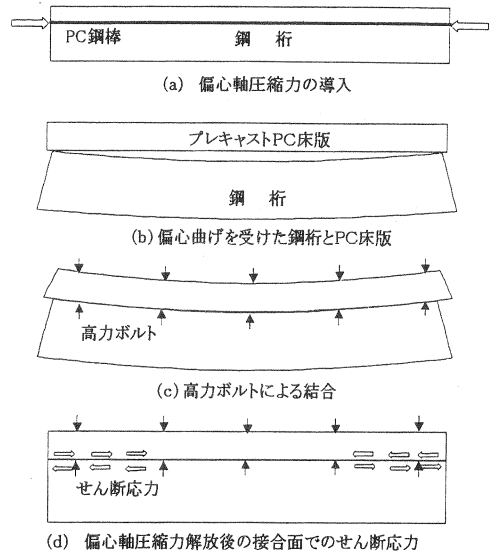 PC鋼棒 鋼 桁
(a) 偏心軸圧縮力の導入
プレキャストPC床版
鋼 桁
(b)偏心曲げを受けた鋼桁とPC床版
高力ボルト
(c)高力ボルトによる結合
せん断応力
(d) 偏心軸圧縮力解放後の接合面でのせん断応力